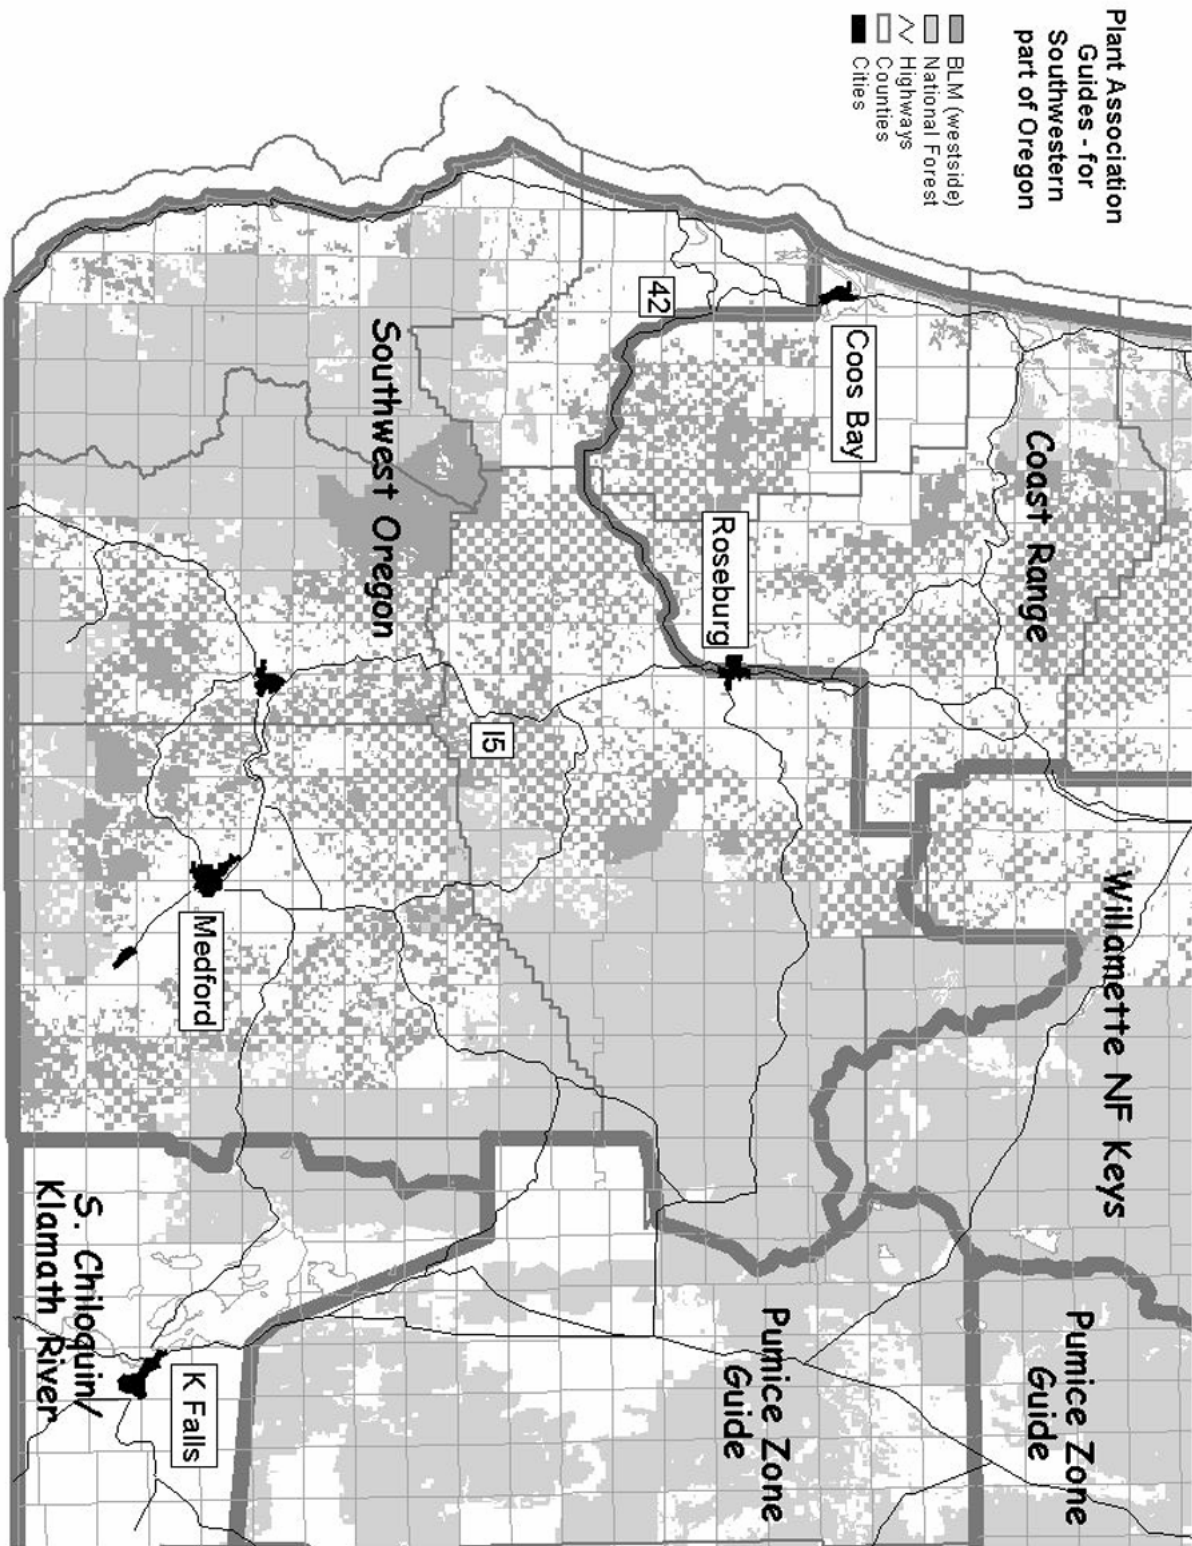 Plant Association
Guides - for
Southwestern
part of Oregon
BLM (westside)
National Forest
Highways
Counties
Cities
Coast Range
Willamette NF Keys
Pumice Zone
Guide
Coos Bay
42
Roseburg
Pumice Zone
Guide
Southwest Oregon
I5
Medford
K Falls
S. Chiloquin/
Klamath River